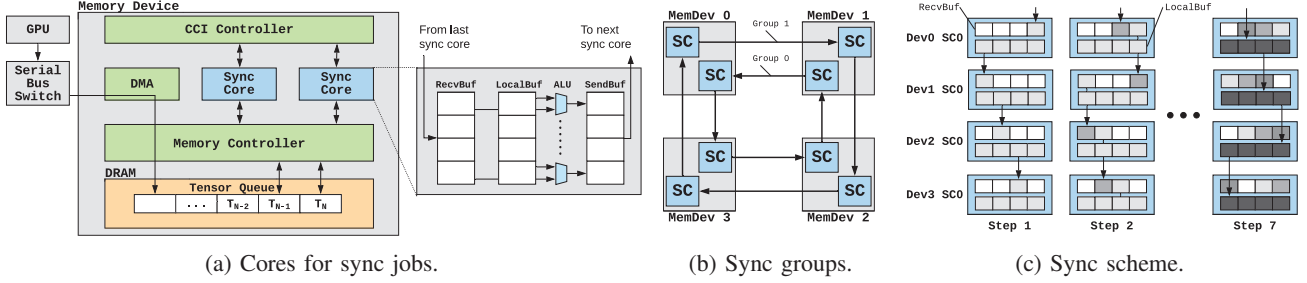 Memory Device
GPU
Serial
Bus
Switch
CCI Controller
DMA
Sync
Core
Sync
Core
Memory Controller
DRAM
Tensor Queue
... T_{N-2} T_{N-1} T_N
From last
sync core
To next
sync core
RecvBuf LocalBuf ALU SendBuf
(a) Cores for sync jobs.
MemDev 0 MemDev 1
SC Group 1 SC
SC Group 0 SC
SC SC
SC SC
MemDev 3 MemDev 2
(b) Sync groups.
RecvBuf LocalBuf
Dev0 SC0
Dev1 SC0
Dev2 SC0
Dev3 SC0
Step 1 Step 2 Step 7
(c) Sync scheme.